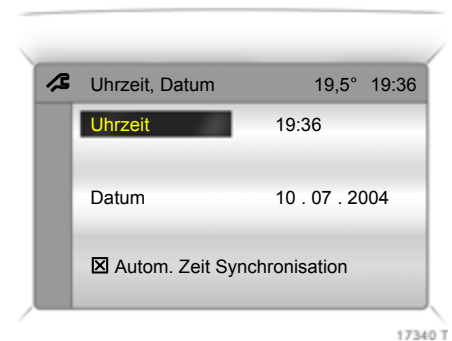 Uhrzeit, Datum 19,5° 19:36
Uhrzeit 19:36
Datum 10 . 07 . 2004
☒ Autom. Zeit Synchronisation
17340 T